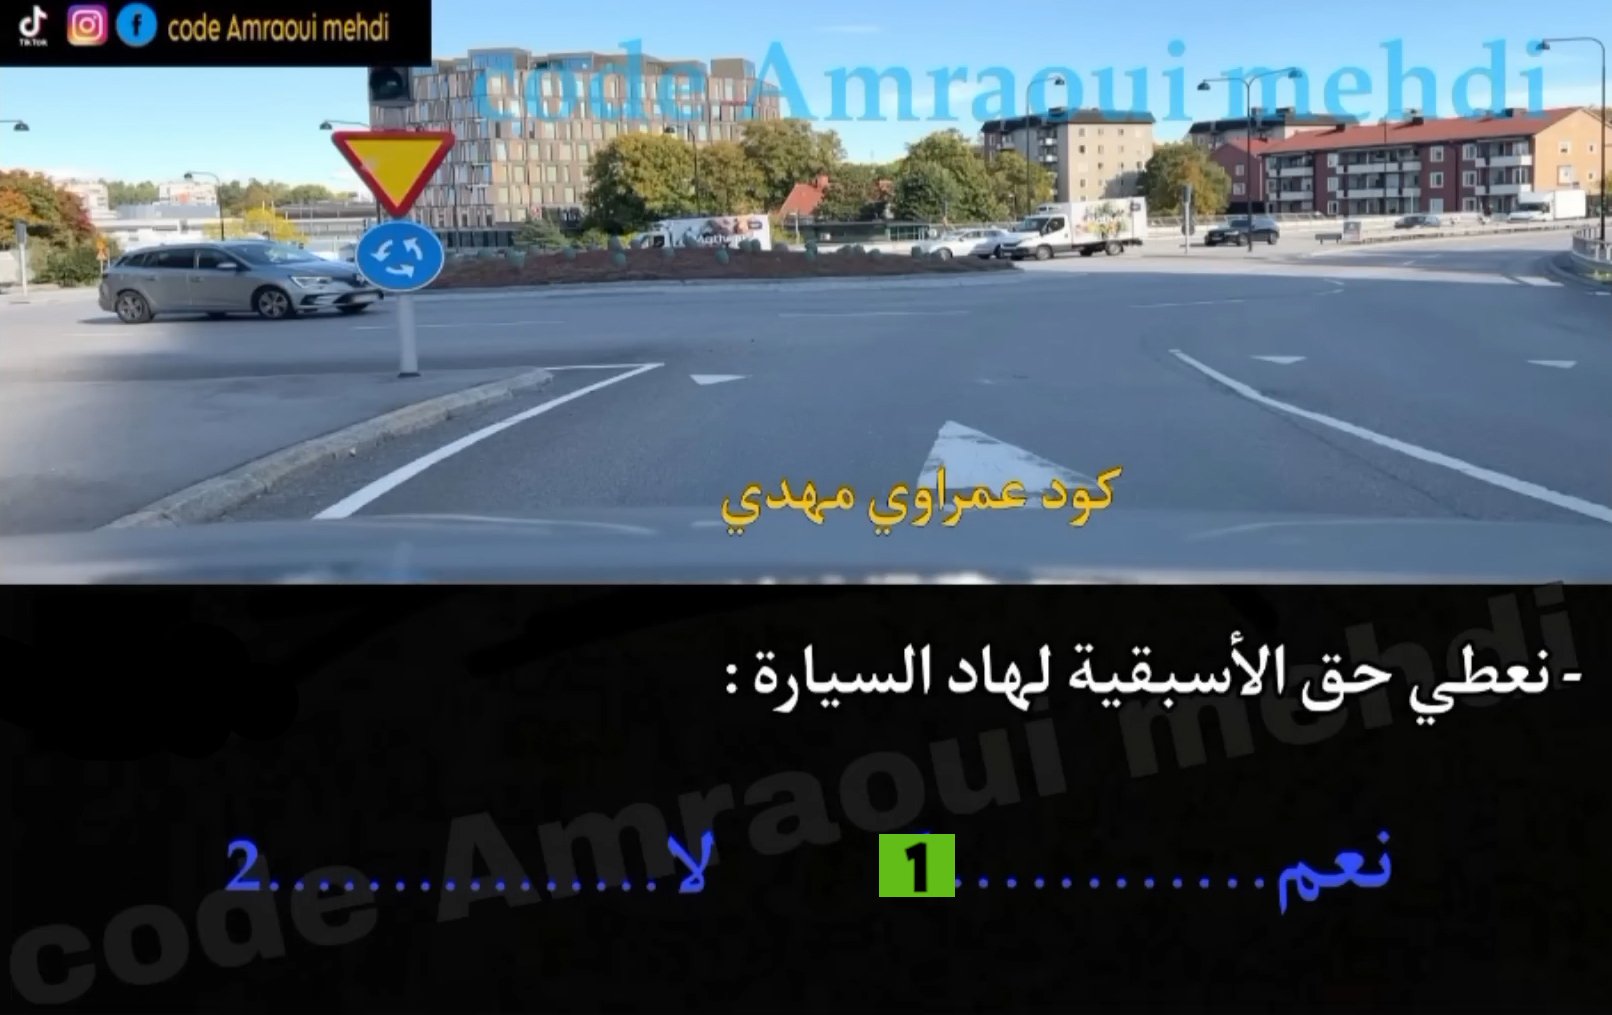 TikTok
code Amraoui mehdi
code Amraoui mehdi
كود عمراوي مهدي
- نعطي حق الأسبقية لهاد السيارة :
نعم.............1
لا................2
code Amraoui mehdi